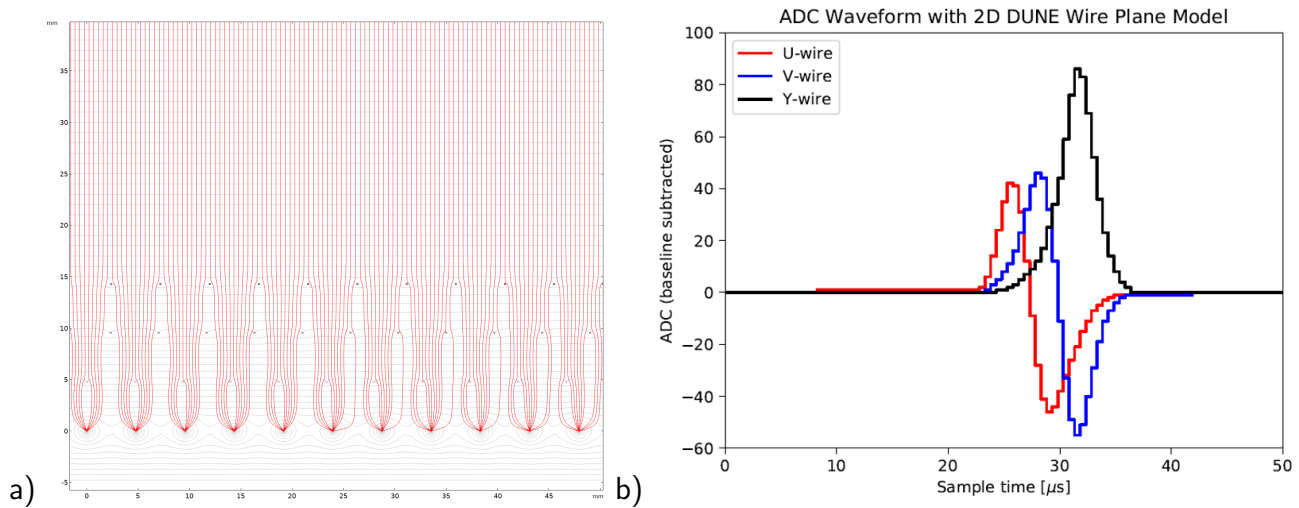 mm
35
30
25
20
15
10
5
0
-5
0 5 10 15 20 25 30 35 40 45 mm
a)
ADC Waveform with 2D DUNE Wire Plane Model
U-wire
V-wire
Y-wire
ADC (baseline subtracted)
100
80
60
40
20
0
−20
−40
−60
0 10 20 30 40 50
Sample time [μs]
b)